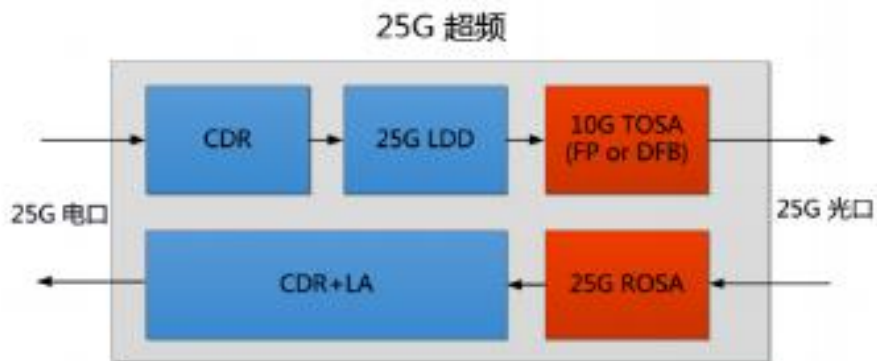 25G 超频
CDR
25G LDD
10G TOSA
(FP or DFB)
25G 电口
25G 光口
CDR+LA
25G ROSA